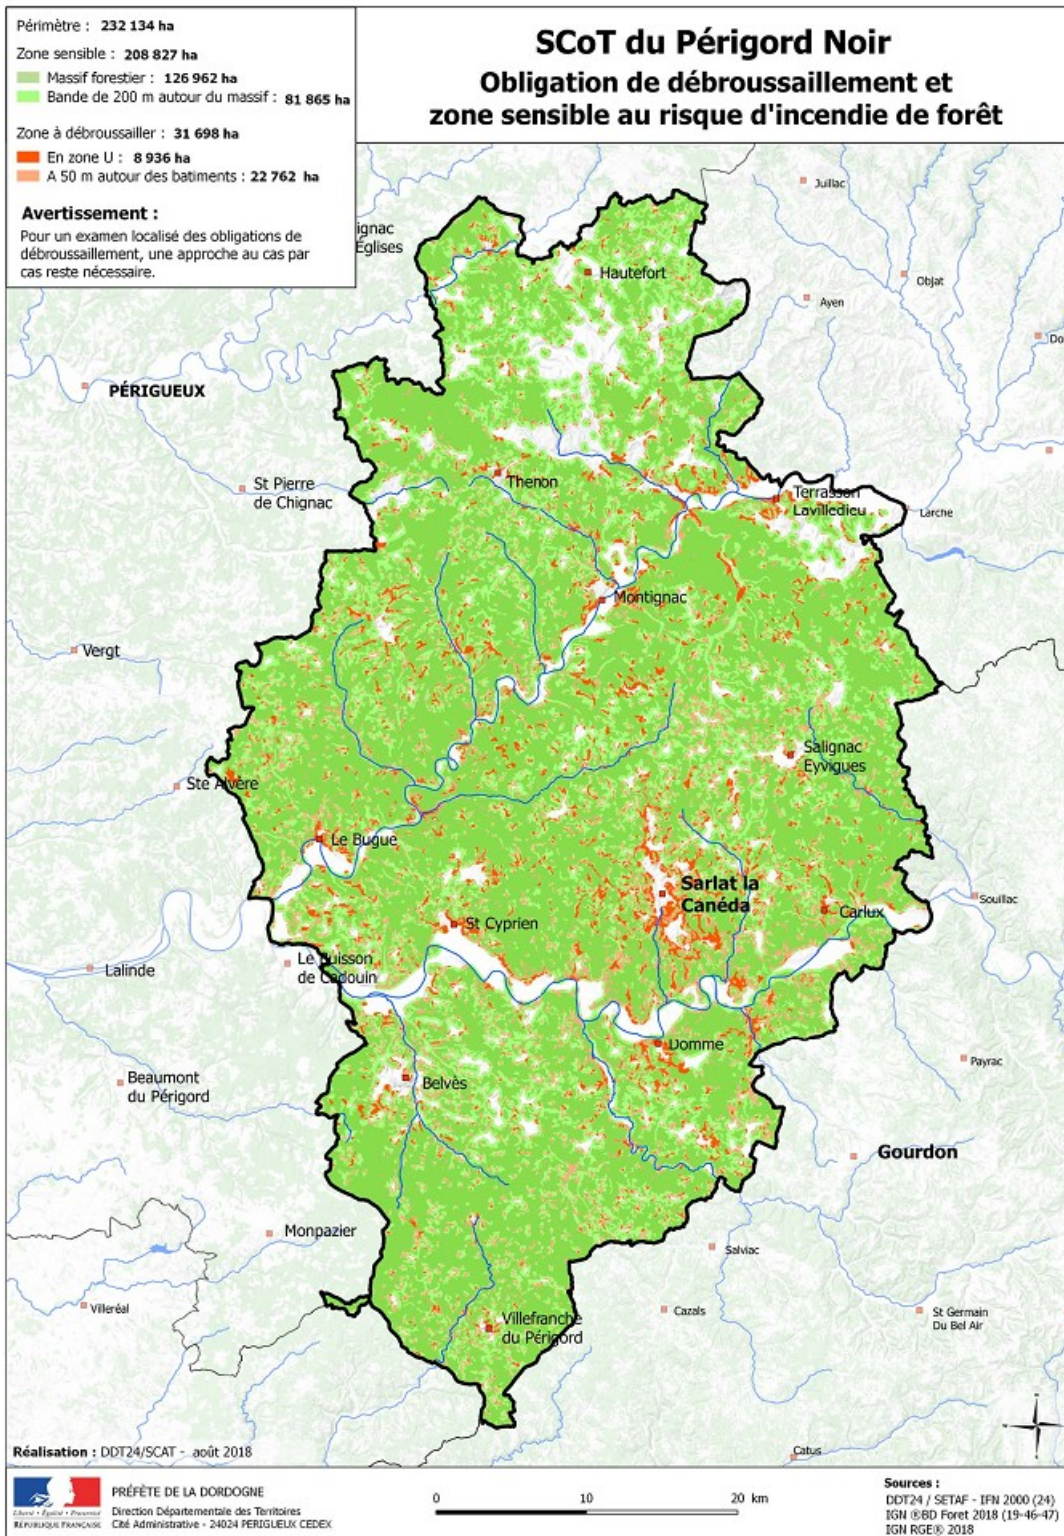 Périmètre : 232 134 ha
Zone sensible : 208 827 ha
Massif forestier : 126 962 ha
Bande de 200 m autour du massif : 81 865 ha
Zone à débroussailler : 31 698 ha
En zone U : 8 936 ha
A 50 m autour des batiments : 22 762 ha
Avertissement :
Pour un examen localisé des obligations de
débroussaillement, une approche au cas par
cas reste nécessaire.
SCoT du Périgord Noir
Obligation de débroussaillement et
zone sensible au risque d'incendie de forêt
Juillac
ignac
Eglises
Hautefort
Objat
Ayen
Do
PÉRIGUEUX
Thenon
St Pierre
de Chignac
Terrasson
Lavilledieu
Larche
Montignac
Vergt
Salignac
Eyvigues
Ste Alvère
Le Bugue
Sarlat la
Canéda
Souillac
Carlux
St Cyprien
Le Buisson
de Cadouin
Lalinde
Domme
Payrac
Beaumont
du Périgord
Belvès
Gourdon
Monpazier
Salviac
Villeréal
Cazals
St Germain
Du Bel Air
Villefranche
du Périgord
Catus
Réalisation : DDT24/SCAT - août 2018
Liberté • Égalité • Fraternité
RÉPUBLIQUE FRANÇAISE
PRÉFÈTE DE LA DORDOGNE
Direction Départementale des Territoires
Cité Administrative - 24024 PERIGUEUX CEDEX
0 10 20 km
Sources :
DDT24 / SETAF - IFN 2000 (24)
IGN ®BD Foret 2018 (19-46-47)
IGN RGE® 2018